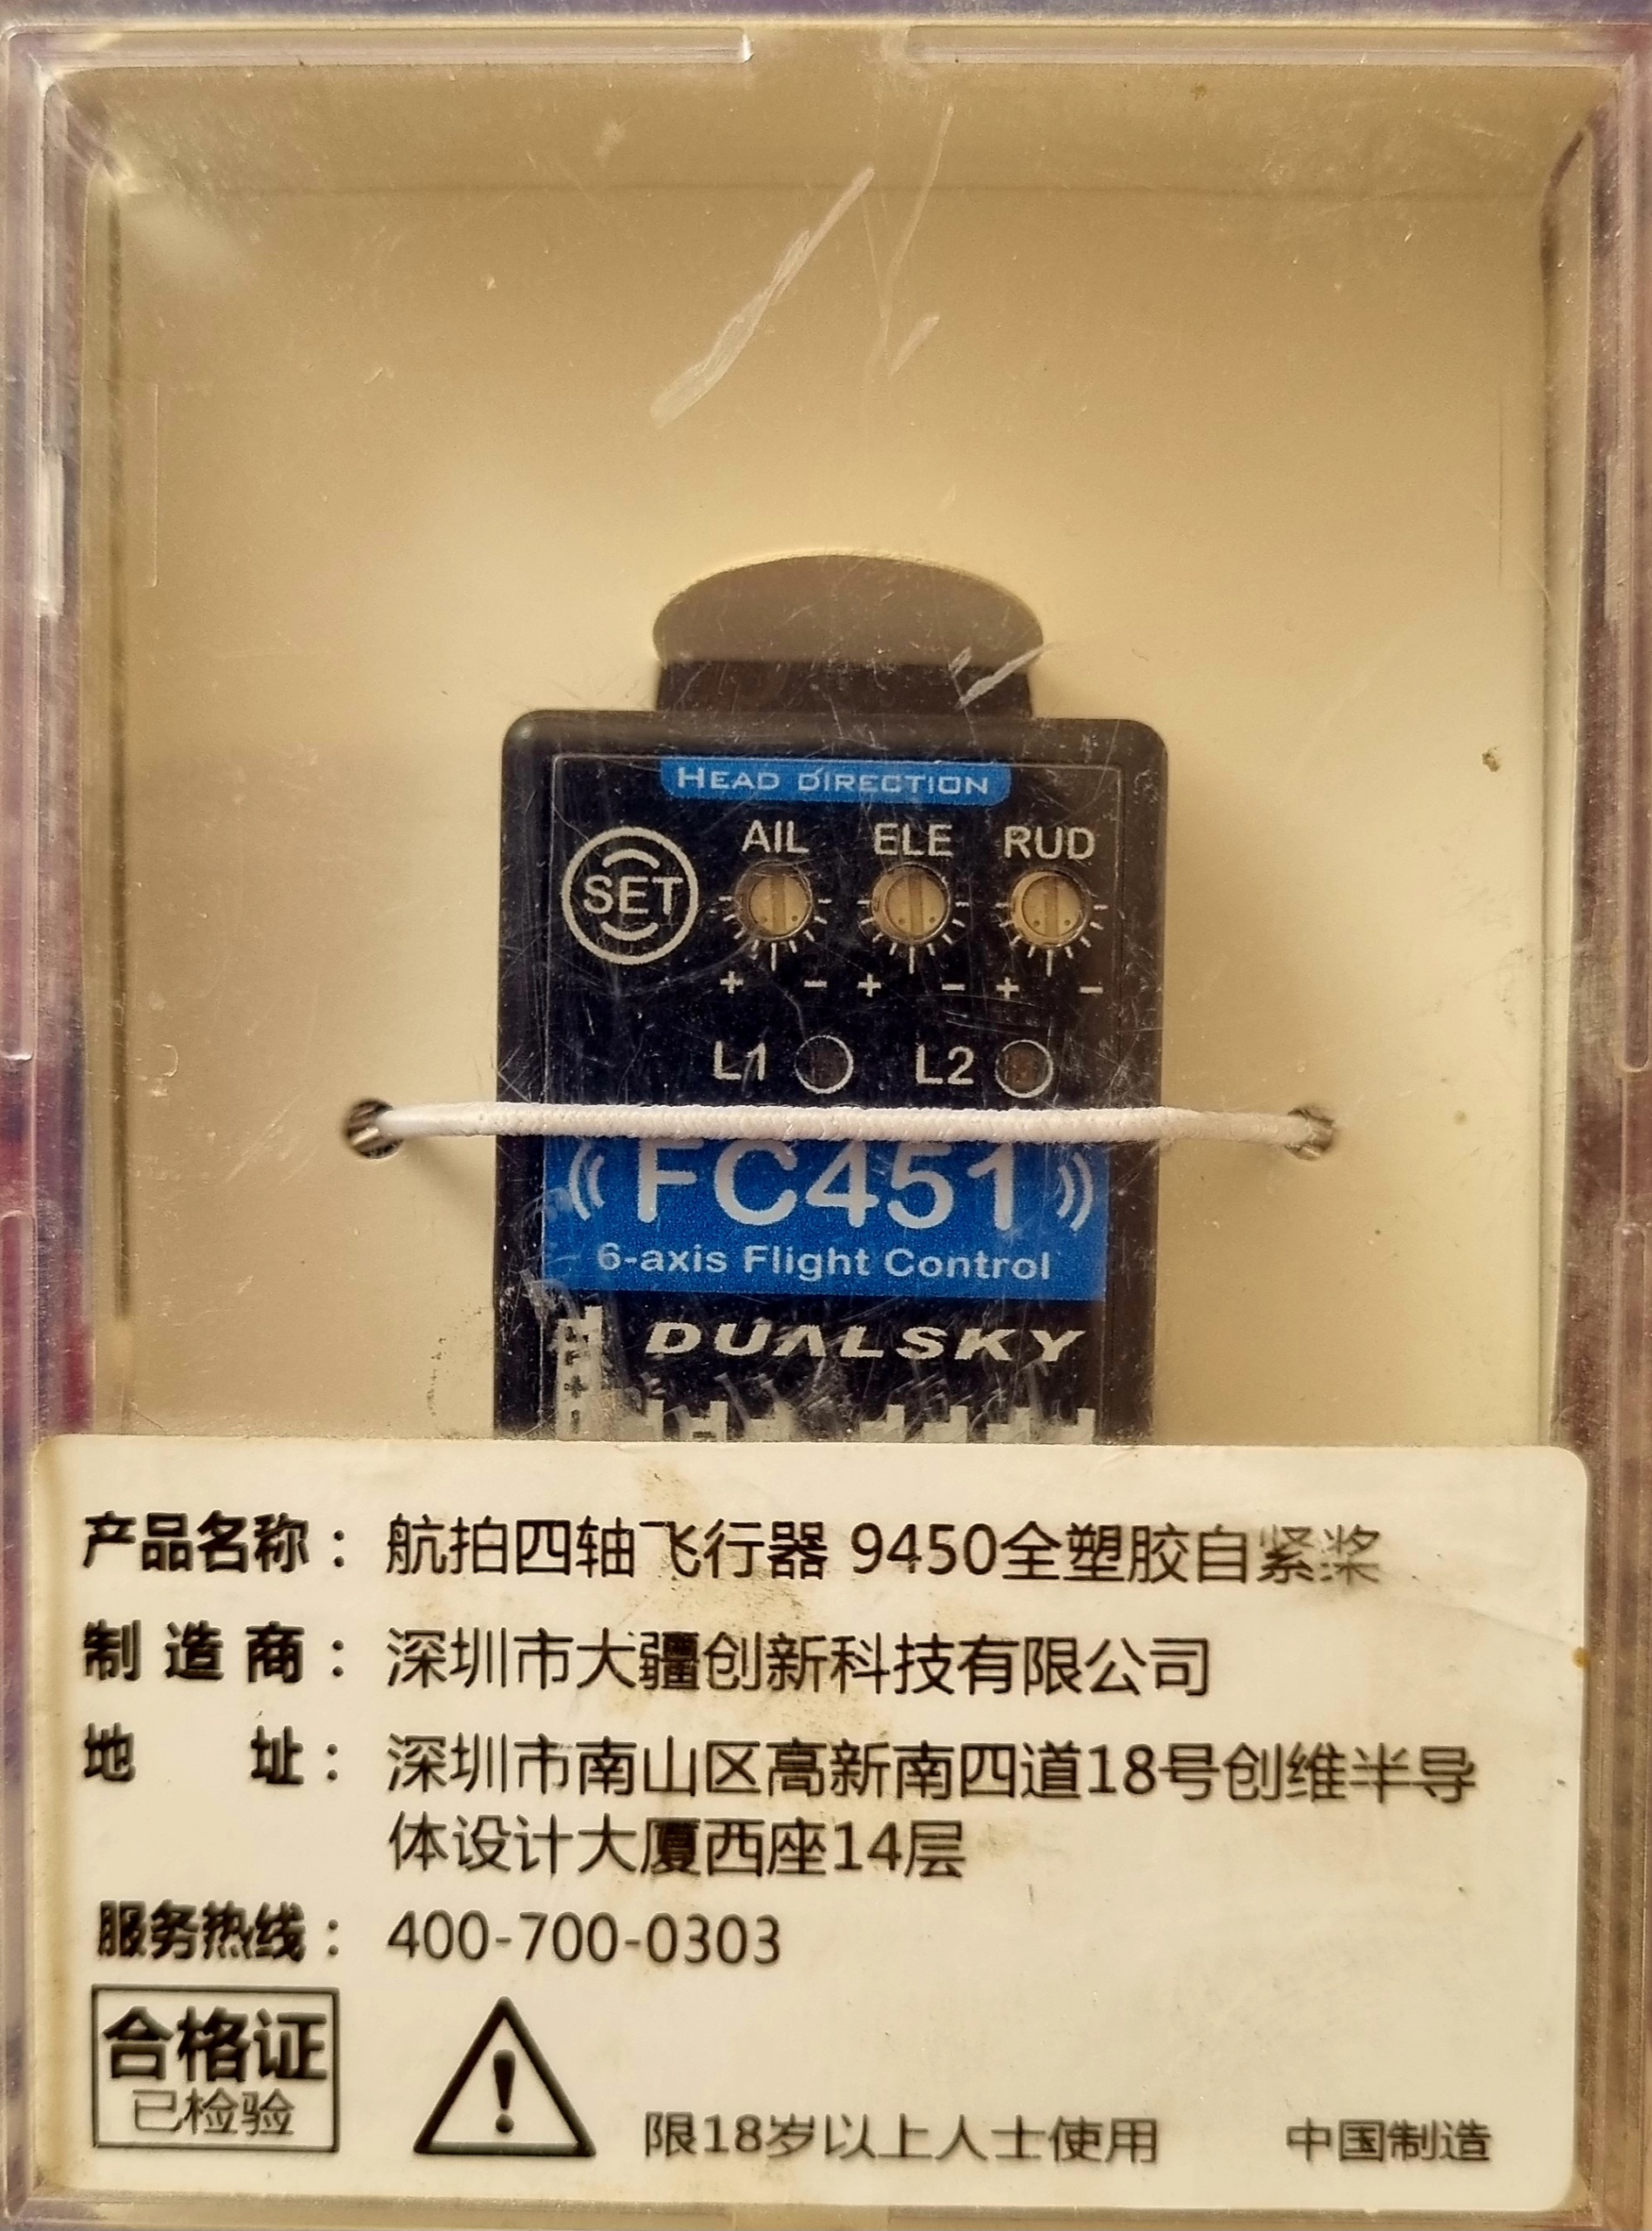 HEAD DIRECTION
AIL ELE RUD
SET
+ - + - + -
L1 L2
FC451
6-axis Flight Control
DUALSKY
产品名称：航拍四轴飞行器 9450全塑胶自紧桨
制造商：深圳市大疆创新科技有限公司
地址：深圳市南山区高新南四道18号创维半导
体设计大厦西座14层
服务热线：400-700-0303
合格证
已检验
限18岁以上人士使用 中国制造